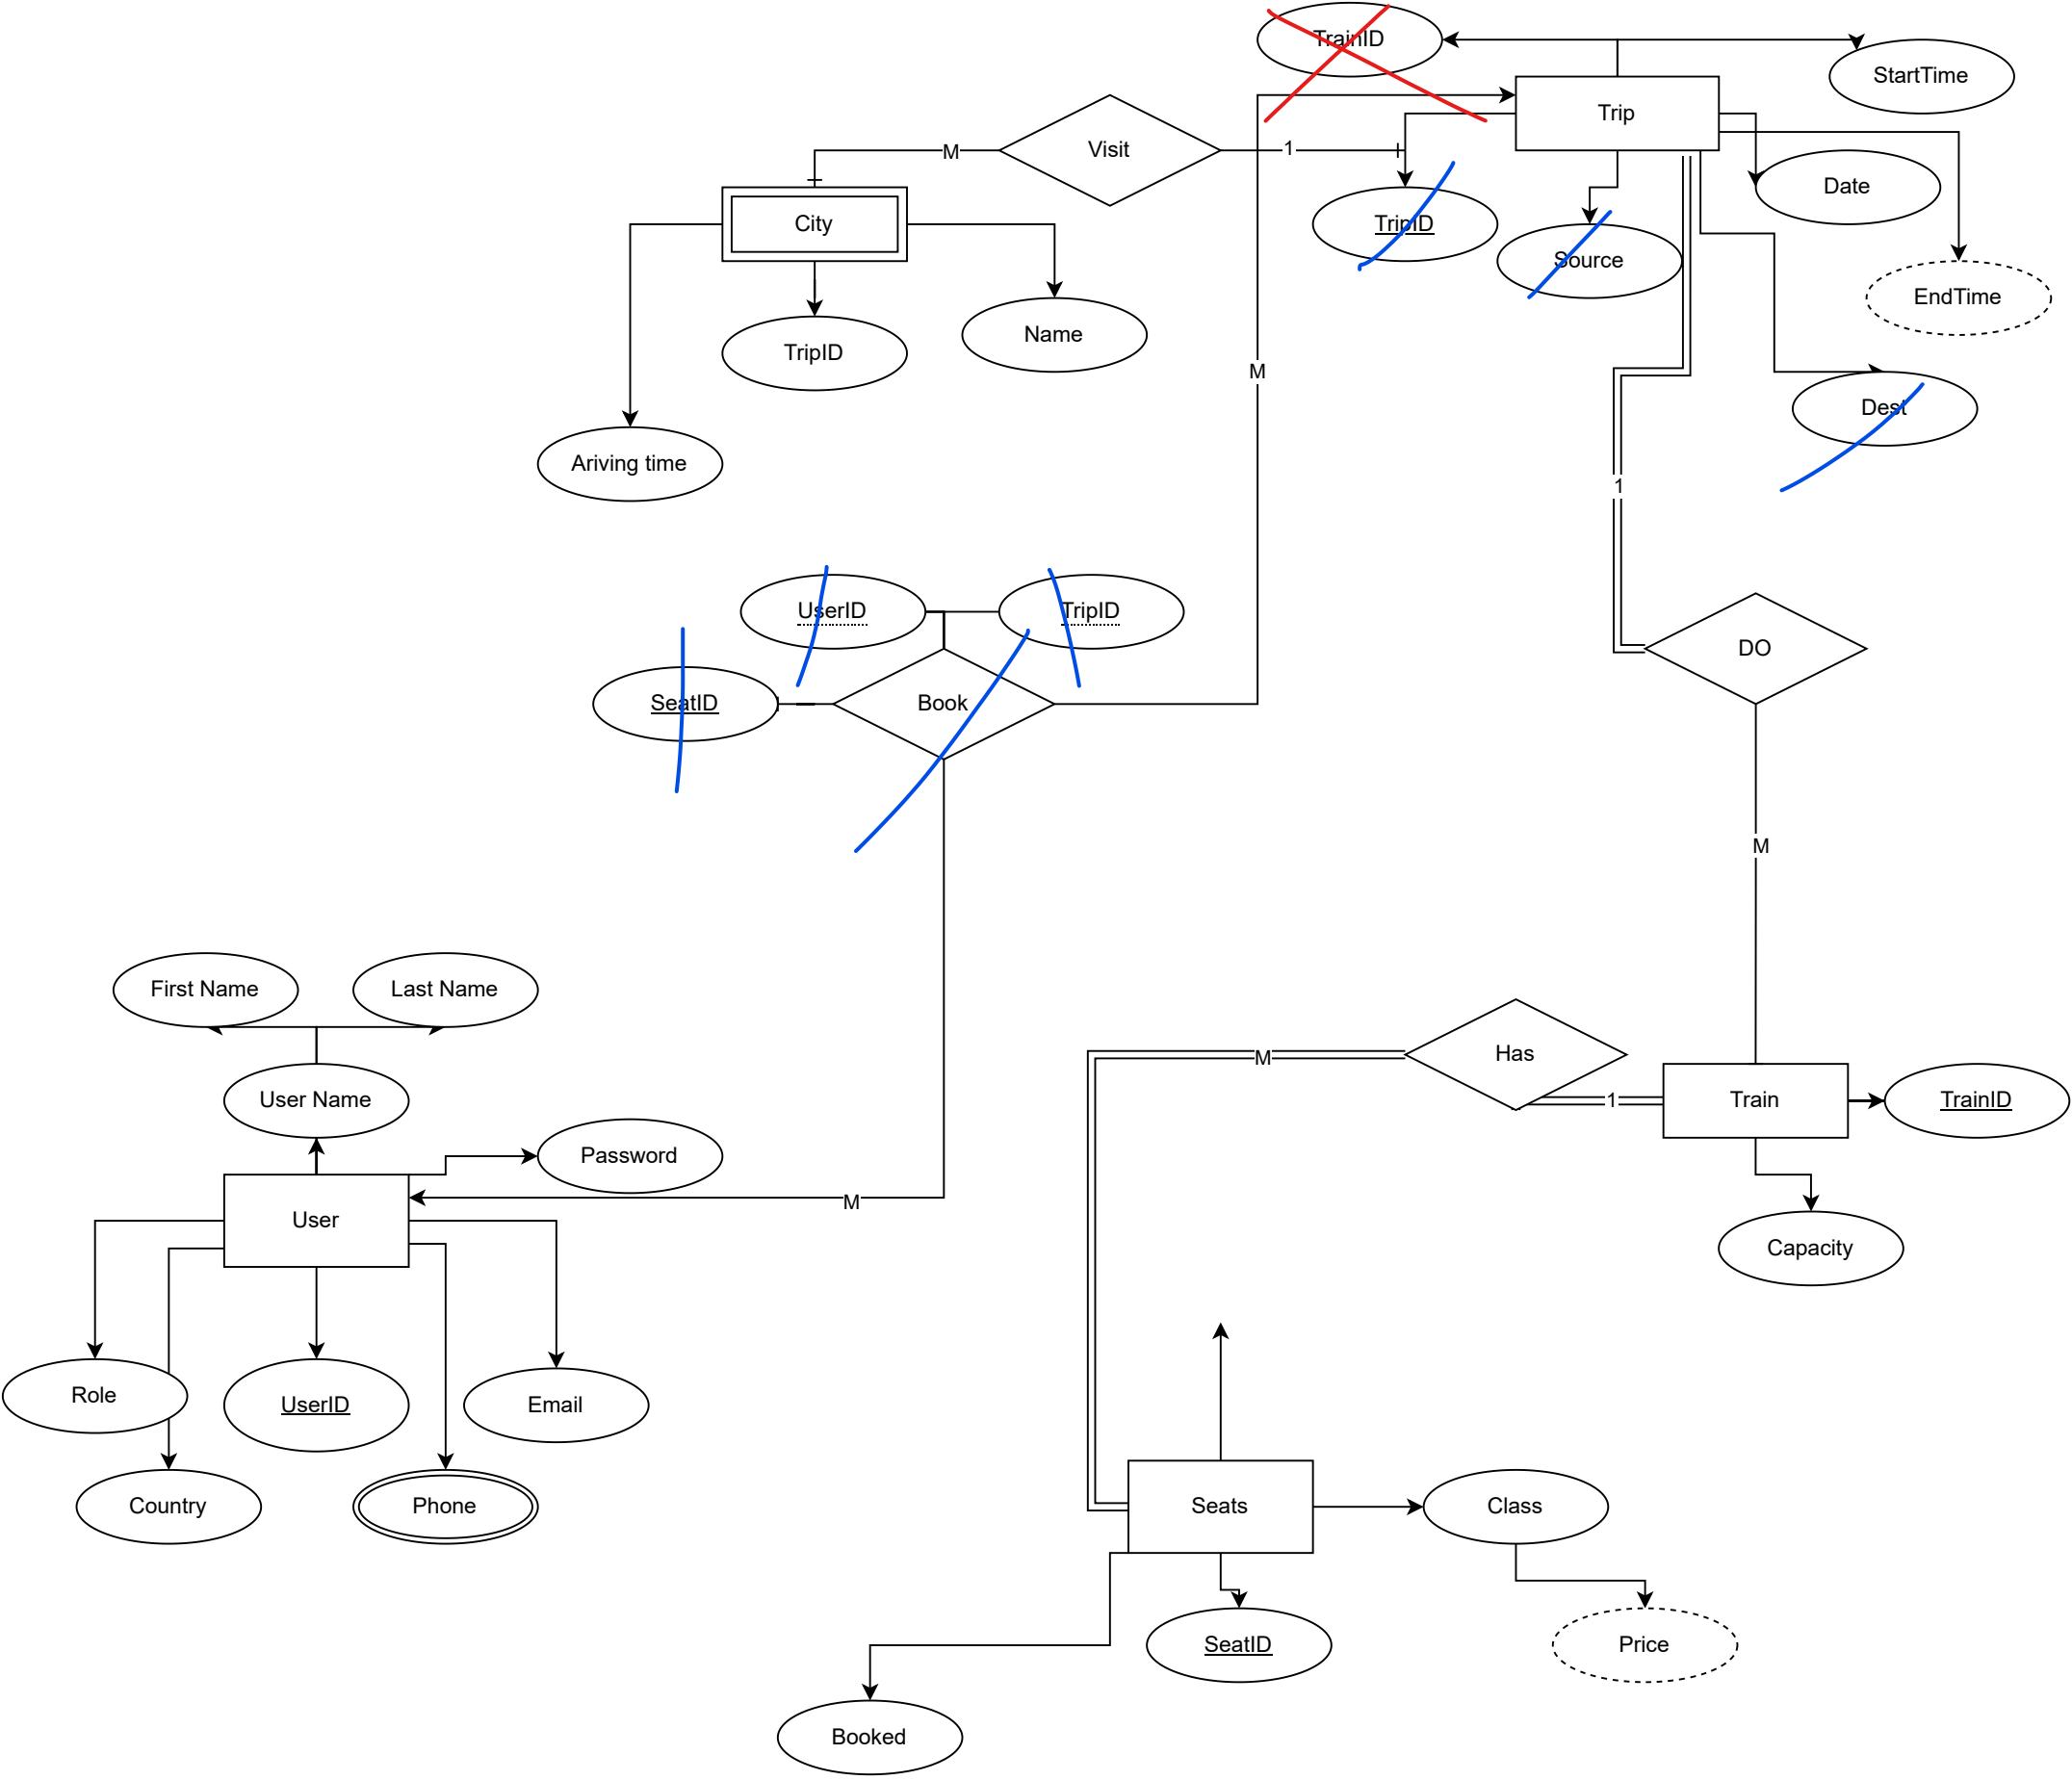 TrainID
StartTime
Trip
Visit
M
1
Date
City
TripID
Source
EndTime
TripID
Name
M
Dest
Ariving time
1
UserID
TripID
DO
SeatID
Book
M
First Name
Last Name
Has
M
User Name
1
Train
TrainID
Password
M
User
Capacity
Role
UserID
Email
Country
Phone
Seats
Class
SeatID
Price
Booked